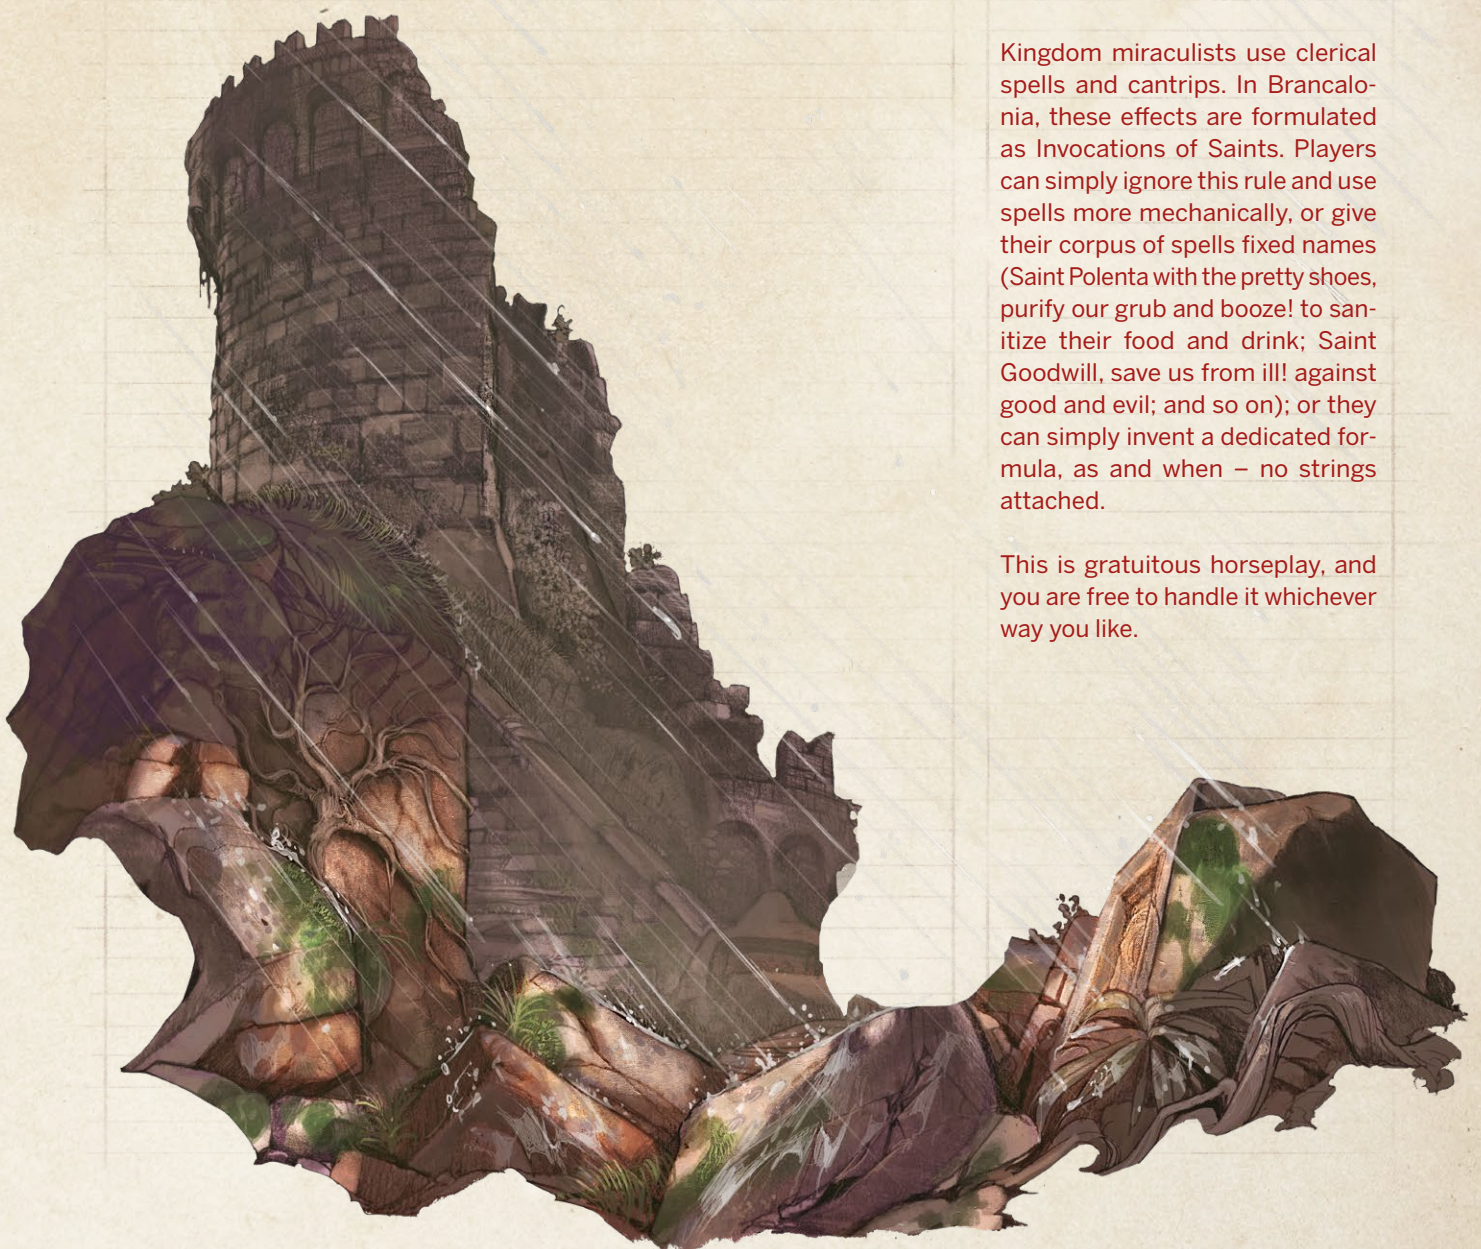 Kingdom miraculists use clerical
spells and cantrips. In Brancalo-
nia, these effects are formulated
as Invocations of Saints. Players
can simply ignore this rule and use
spells more mechanically, or give
their corpus of spells fixed names
(Saint Polenta with the pretty shoes,
purify our grub and booze! to san-
itize their food and drink; Saint
Goodwill, save us from ill! against
good and evil; and so on); or they
can simply invent a dedicated for-
mula, as and when – no strings
attached.
This is gratuitous horseplay, and
you are free to handle it whichever
way you like.